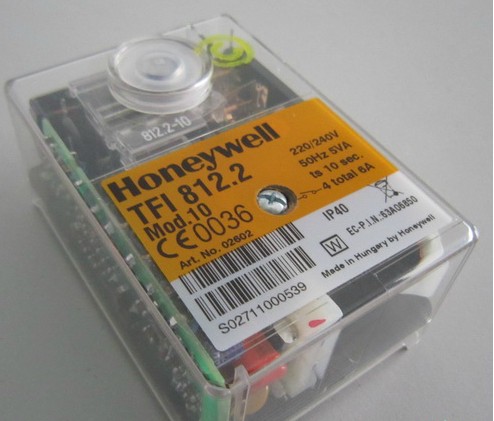 812.2-10
Honeywell
TFI 812.2
Mod.10
CE0036
Art. No. 02602
220/240V
50Hz 5VA
ts 10 sec.
4 total 6A
IP40
EC-P.I.N.:63A06850
W
Made in Hungary by Honeywell
S02711000539